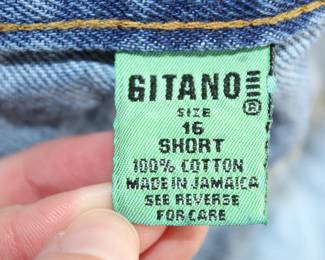 GITANO ®
SIZE
16
SHORT
100% COTTON
MADE IN JAMAICA
SEE REVERSE
FOR CARE